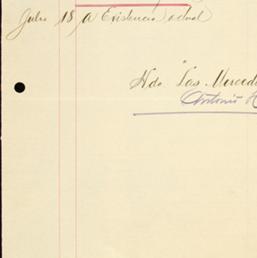 Julio 18, A Existencia actual
Hda. "Las Merced
Antonio